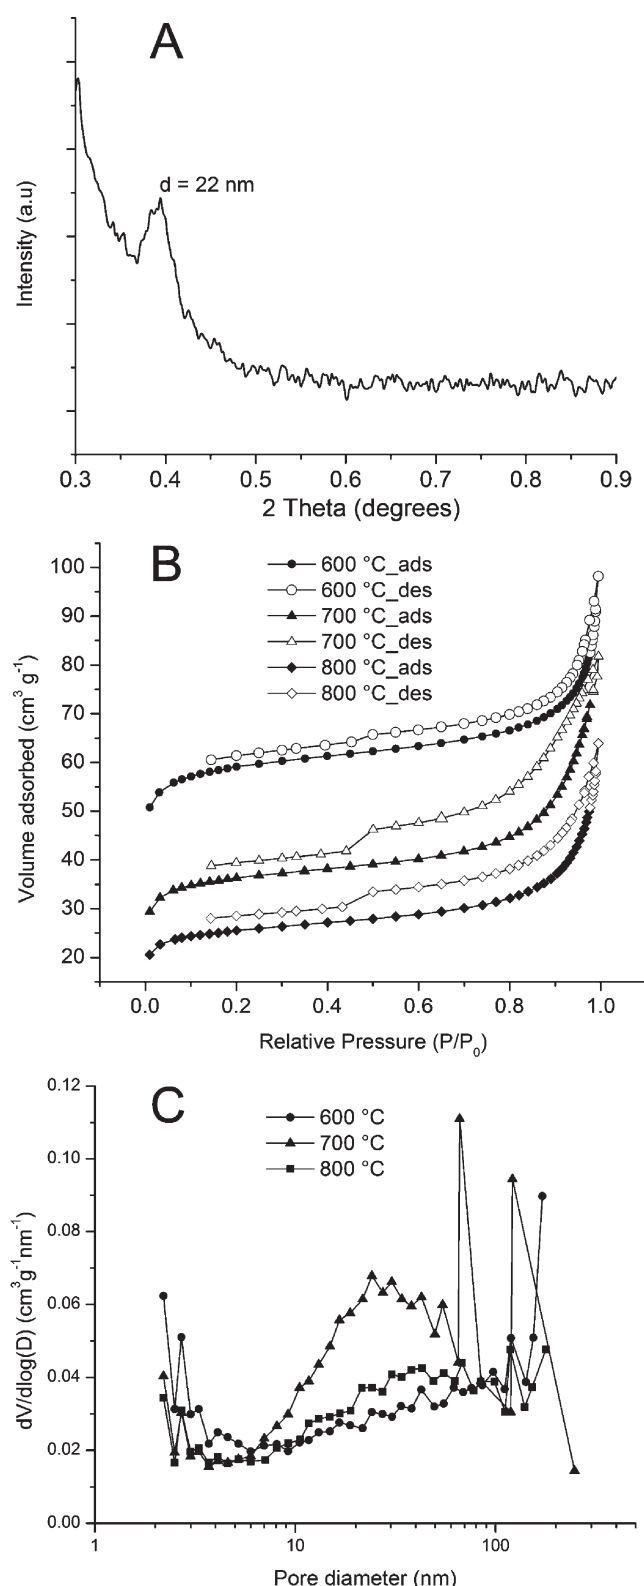 A
d = 22 nm
Intensity (a.u)
0.3 0.4 0.5 0.6 0.7 0.8 0.9
2 Theta (degrees)
B
600 °C_ads
600 °C_des
700 °C_ads
700 °C_des
800 °C_ads
800 °C_des
100
90
80
70
60
50
40
30
20
Volume adsorbed (cm³ g⁻¹)
0.0 0.2 0.4 0.6 0.8 1.0
Relative Pressure (P/P₀)
C
600 °C
700 °C
800 °C
0.12
0.10
0.08
0.06
0.04
0.02
0.00
dV/dlog(D) (cm³g⁻¹nm⁻¹)
1 10 100
Pore diameter (nm)